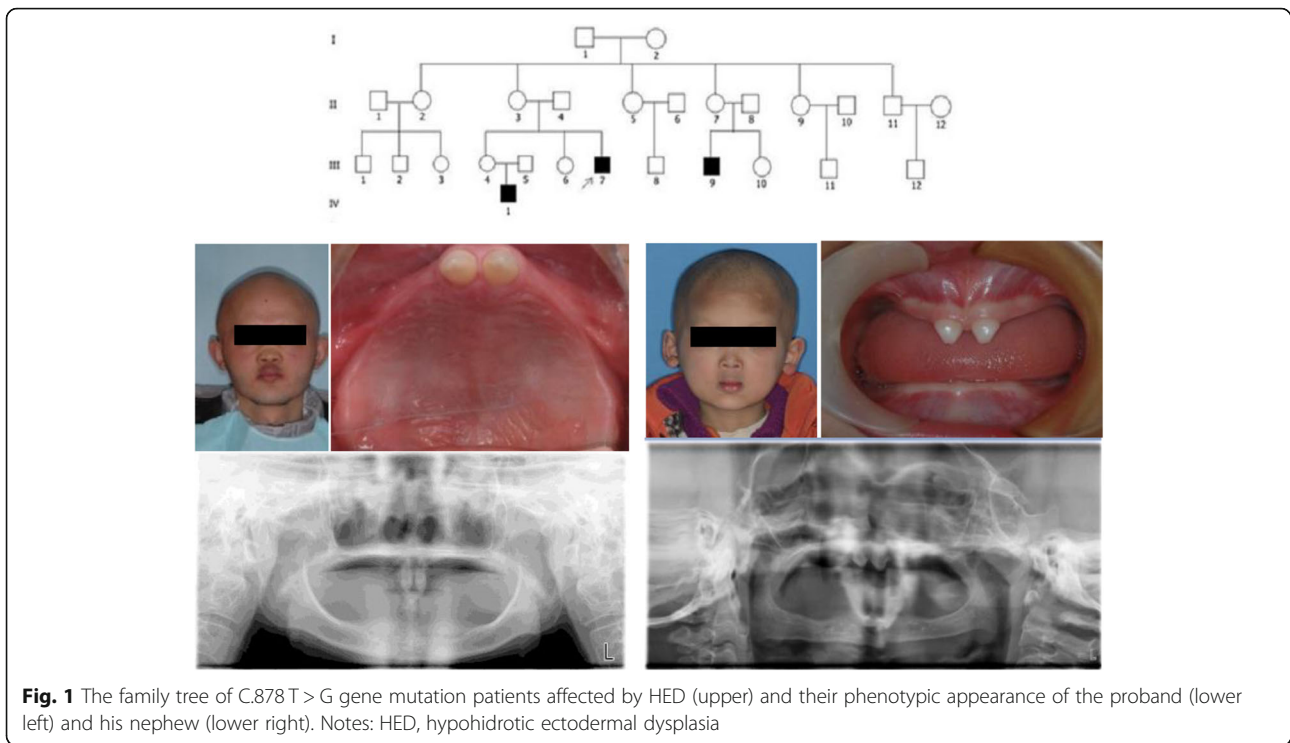 I
1 2
II
1 2 3 4 5 6 7 8 9 10 11 12
III
1 2 3 4 5 6 7 8 9 10 11 12
IV
1
L
L
Fig. 1 The family tree of C.878 T > G gene mutation patients affected by HED (upper) and their phenotypic appearance of the proband (lower
left) and his nephew (lower right). Notes: HED, hypohidrotic ectodermal dysplasia